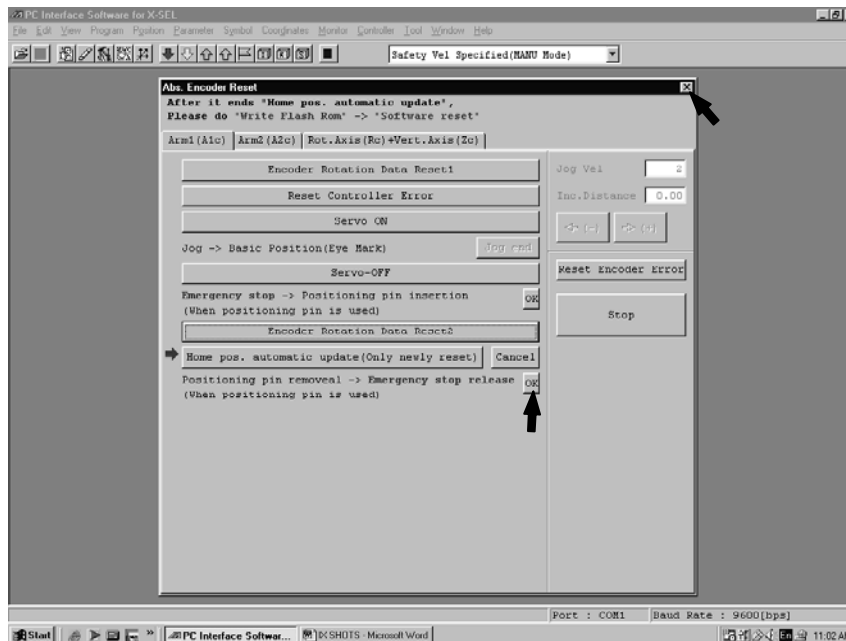 PC Interface Software for X-SEL
File Edit View Program Position Parameter Symbol Coordinates Monitor Controller Tool Window Help
Safety Vel Specified(MANU Mode)
Abs. Encoder Reset
After it ends "Home pos. automatic update",
Please do "Write Flash Rom" -> "Software reset"
Arm1(A1c) Arm2(A2c) Rot.Axis(Rc)+Vert.Axis(Zc)
Encoder Rotation Data Reset1
Reset Controller Error
Servo ON
Jog -> Basic Position(Eye Mark) Jog end
Servo-OFF
Emergency stop -> Positioning pin insertion
(When positioning pin is used)
OK
Encoder Rotation Data Reset2
Home pos. automatic update(Only newly reset) Cancel
Positioning pin removeal -> Emergency stop release OK
(When positioning pin is used)
Jog Vel 2
Inc.Distance 0.00
(-) (+)
Reset Encoder Error
Stop
Port : COM1 Baud Rate : 9600[bps]
Start PC Interface Softwar... SHOTS - Microsoft Word En 11:02 AM